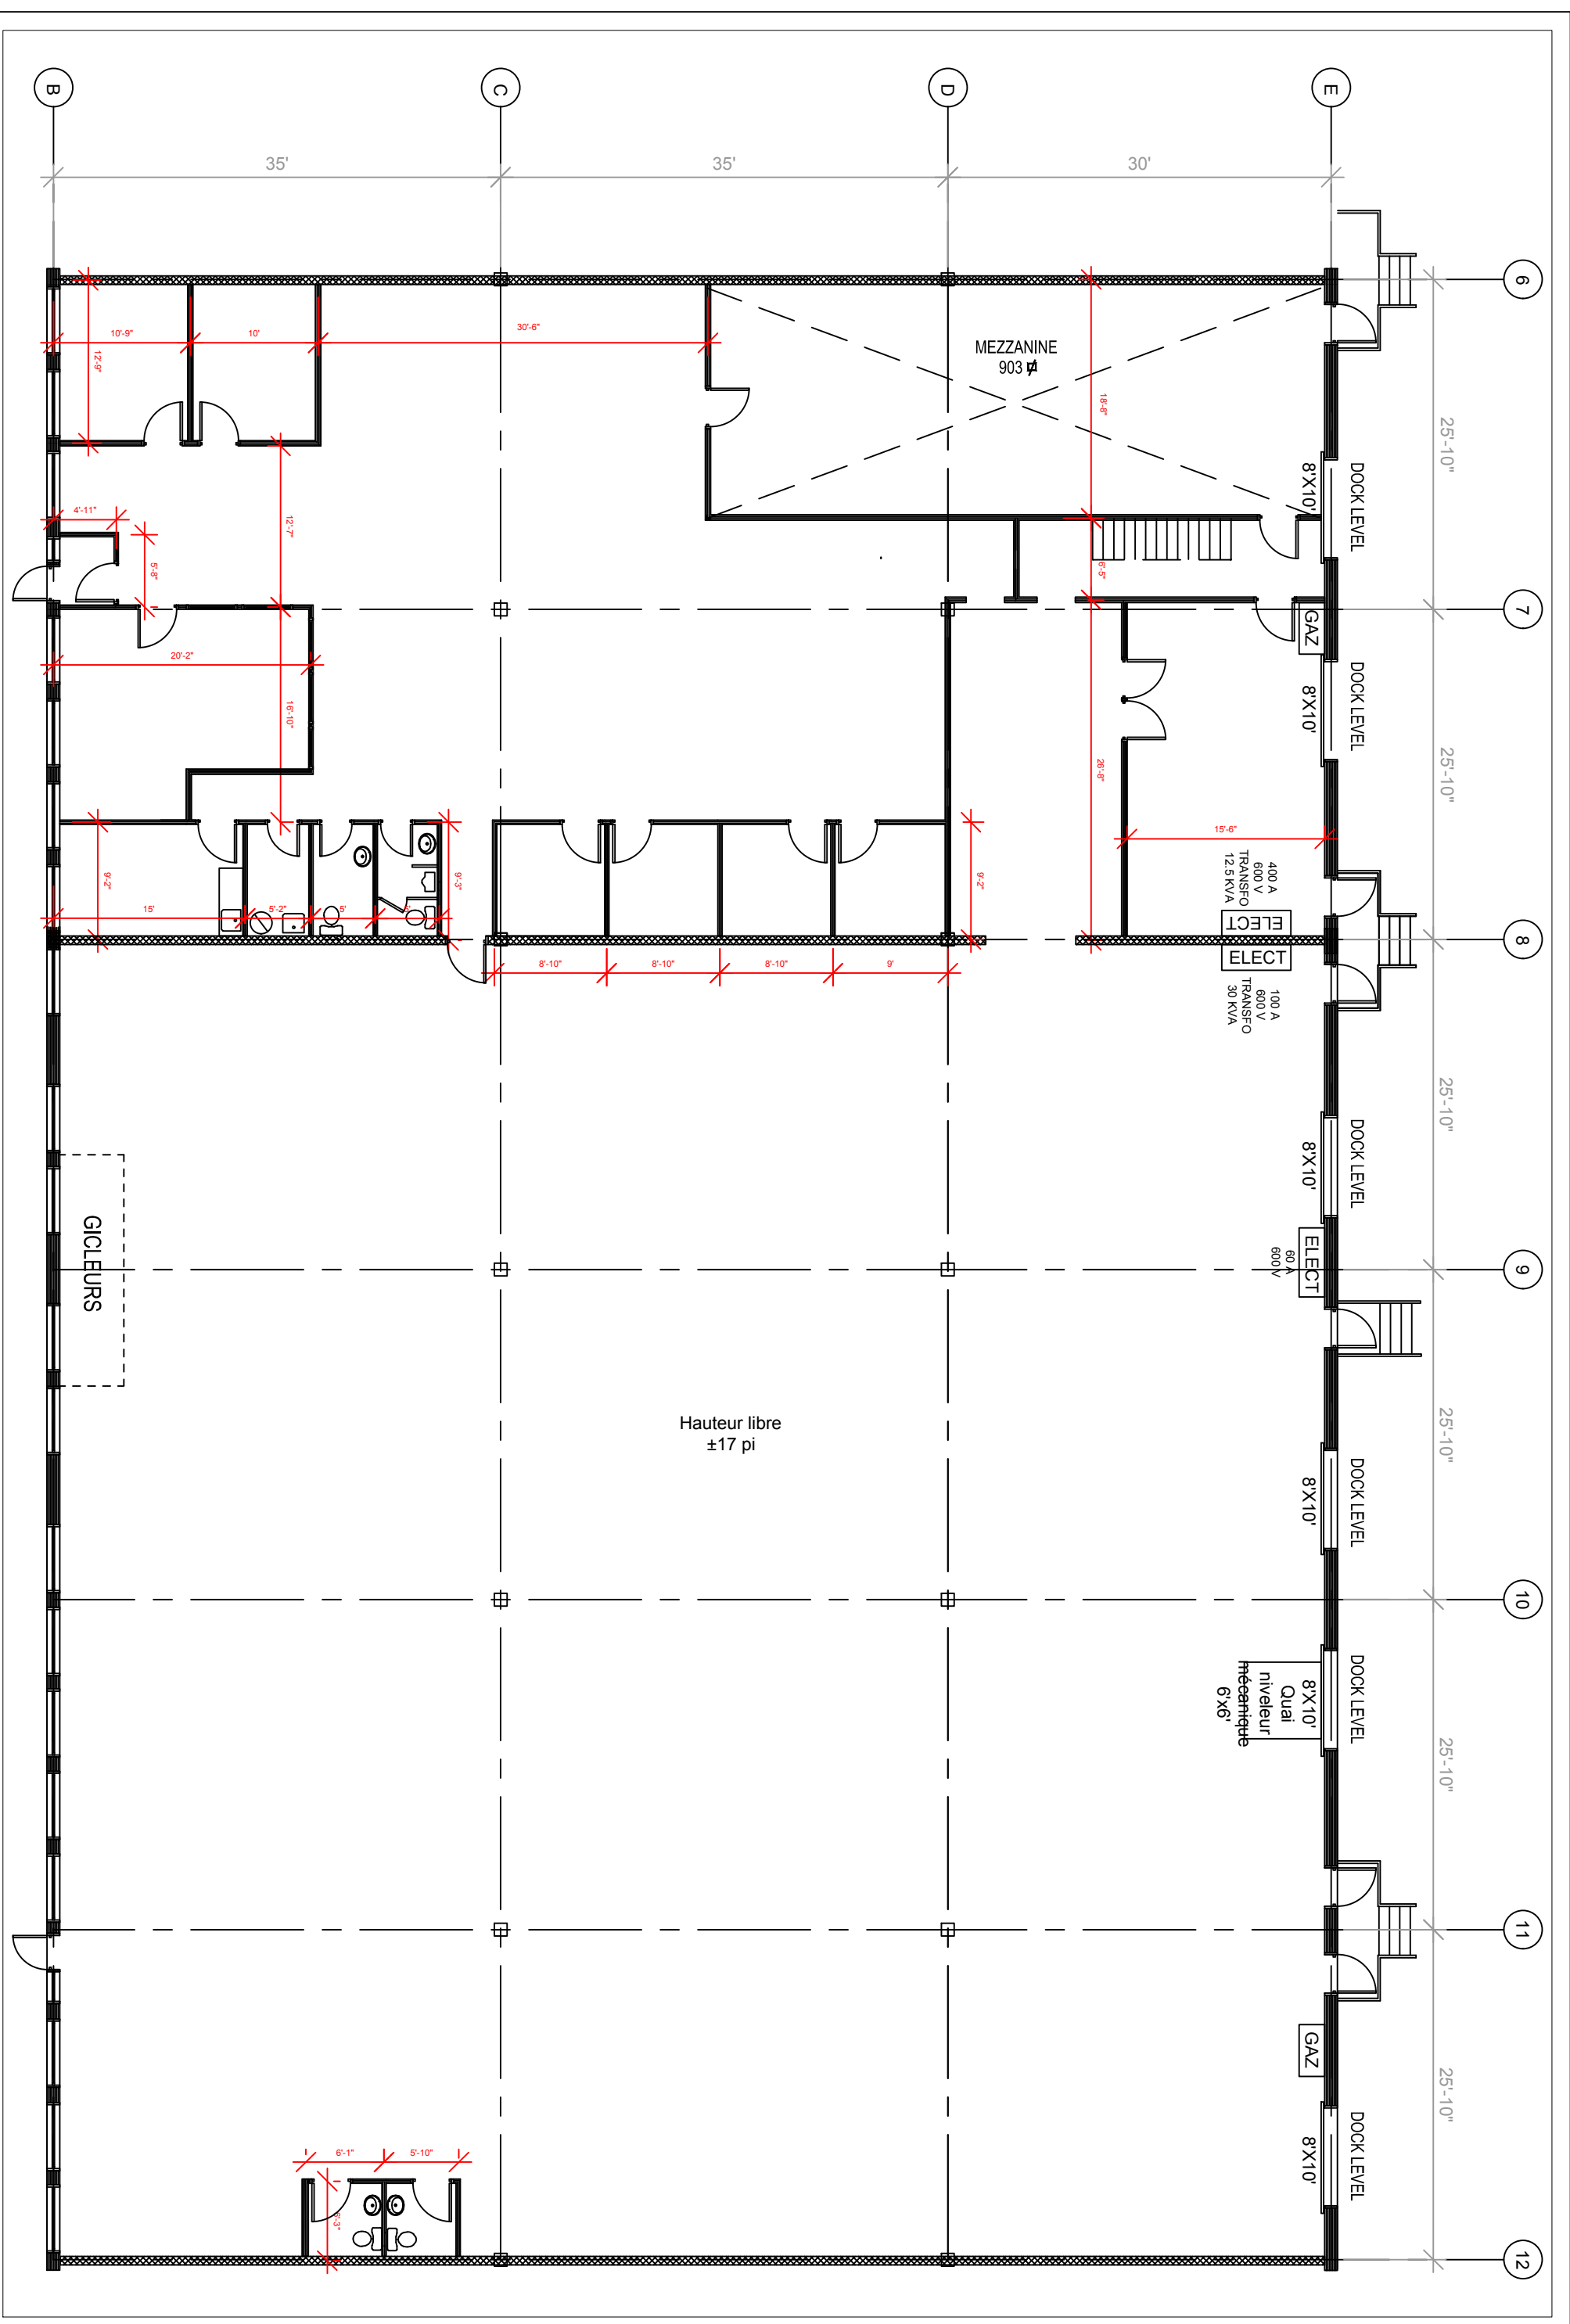 B
C
D
E
35'
35'
30'
6
7
8
9
10
11
12
25'-10"
25'-10"
25'-10"
25'-10"
25'-10"
25'-10"
10'-9"
10'
30'-6"
12'-9"
MEZZANINE
903
18'-8"
8'X10'
DOCK LEVEL
4'-11"
5'-8"
12'-7"
6'-5"
GAZ
8'X10'
DOCK LEVEL
20'-2"
16'-10"
26'-8"
15'-6"
9'-2"
9'-3"
9'-2"
15'
5'-2"
5'
400 A
600 V
TRANSFO
12.5 KVA
ELECT
ELECT
100 A
600 V
TRANSFO
30 KVA
8'-10"
8'-10"
8'-10"
9'
8'X10'
DOCK LEVEL
GICLEURS
ELECT
60 A
600 V
Hauteur libre
±17 pi
8'X10'
DOCK LEVEL
DOCK LEVEL
8'X10'
Quai
niveleur
mécanique
6'x6'
GAZ
8'X10'
DOCK LEVEL
6'-1"
5'-10"